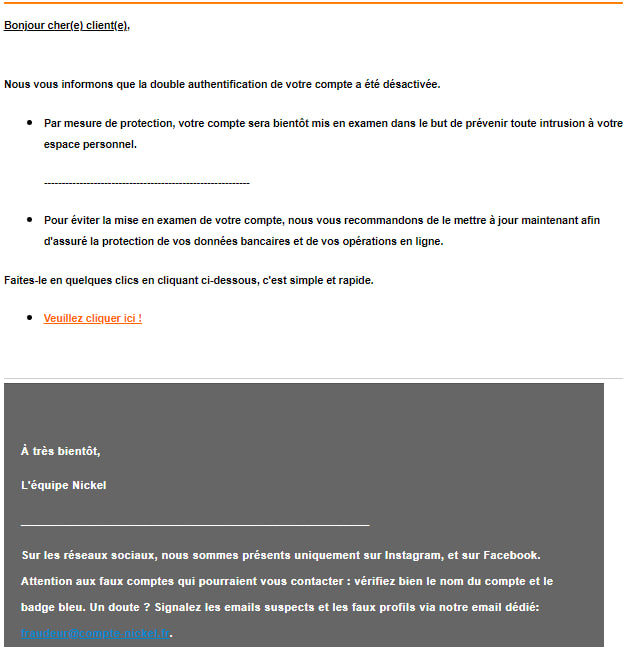 Bonjour cher(e) client(e),
Nous vous informons que la double authentification de votre compte a été désactivée.
Par mesure de protection, votre compte sera bientôt mis en examen dans le but de prévenir toute intrusion à votre
espace personnel.
----------------------------------------------------------
Pour éviter la mise en examen de votre compte, nous vous recommandons de le mettre à jour maintenant afin
d'assuré la protection de vos données bancaires et de vos opérations en ligne.
Faites-le en quelques clics en cliquant ci-dessous, c'est simple et rapide.
Veuillez cliquer ici !
À très bientôt,
L'équipe Nickel
Sur les réseaux sociaux, nous sommes présents uniquement sur Instagram, et sur Facebook.
Attention aux faux comptes qui pourraient vous contacter : vérifiez bien le nom du compte et le
badge bleu. Un doute ? Signalez les emails suspects et les faux profils via notre email dédié: